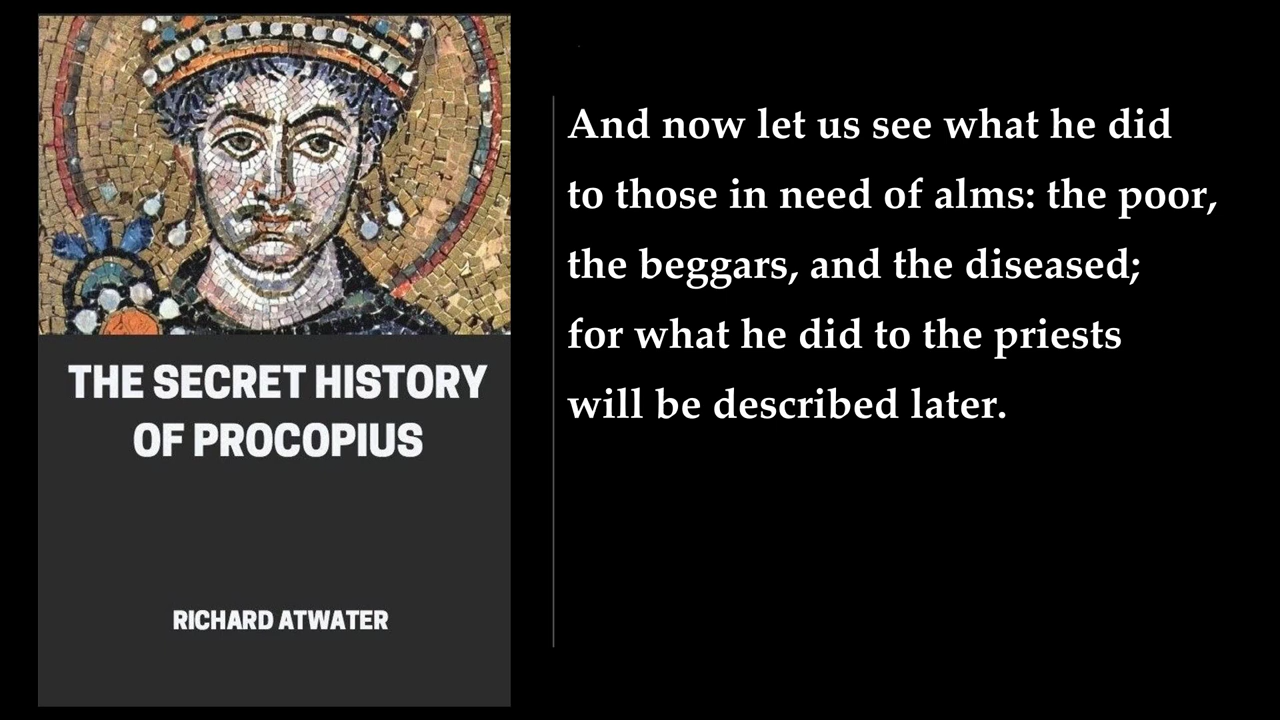 THE SECRET HISTORY
OF PROCOPIUS
RICHARD ATWATER
And now let us see what he did
to those in need of alms: the poor,
the beggars, and the diseased;
for what he did to the priests
will be described later.